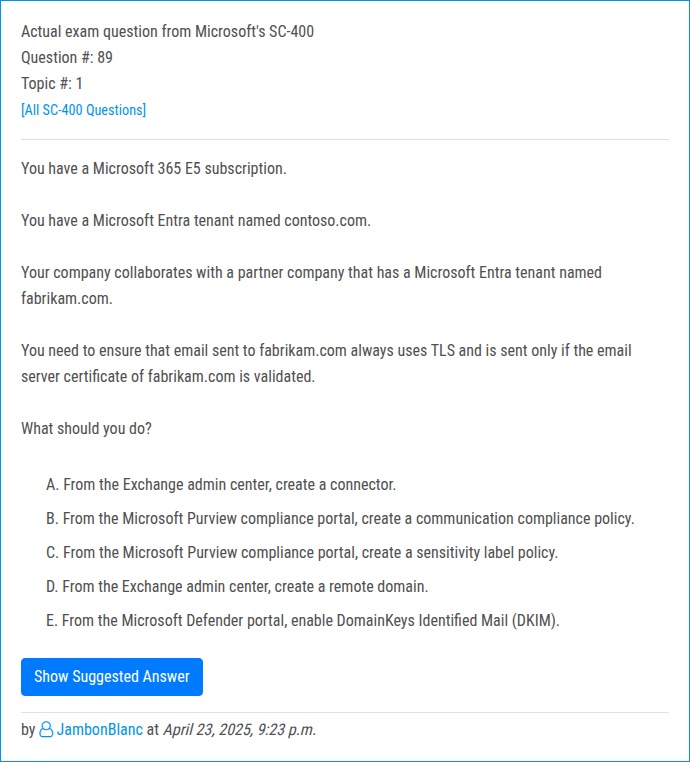 Actual exam question from Microsoft's SC-400
Question #: 89
Topic #: 1
[All SC-400 Questions]
You have a Microsoft 365 E5 subscription.
You have a Microsoft Entra tenant named contoso.com.
Your company collaborates with a partner company that has a Microsoft Entra tenant named
fabrikam.com.
You need to ensure that email sent to fabrikam.com always uses TLS and is sent only if the email
server certificate of fabrikam.com is validated.
What should you do?
A. From the Exchange admin center, create a connector.
B. From the Microsoft Purview compliance portal, create a communication compliance policy.
C. From the Microsoft Purview compliance portal, create a sensitivity label policy.
D. From the Exchange admin center, create a remote domain.
E. From the Microsoft Defender portal, enable DomainKeys Identified Mail (DKIM).
Show Suggested Answer
by JambonBlanc at April 23, 2025, 9:23 p.m.